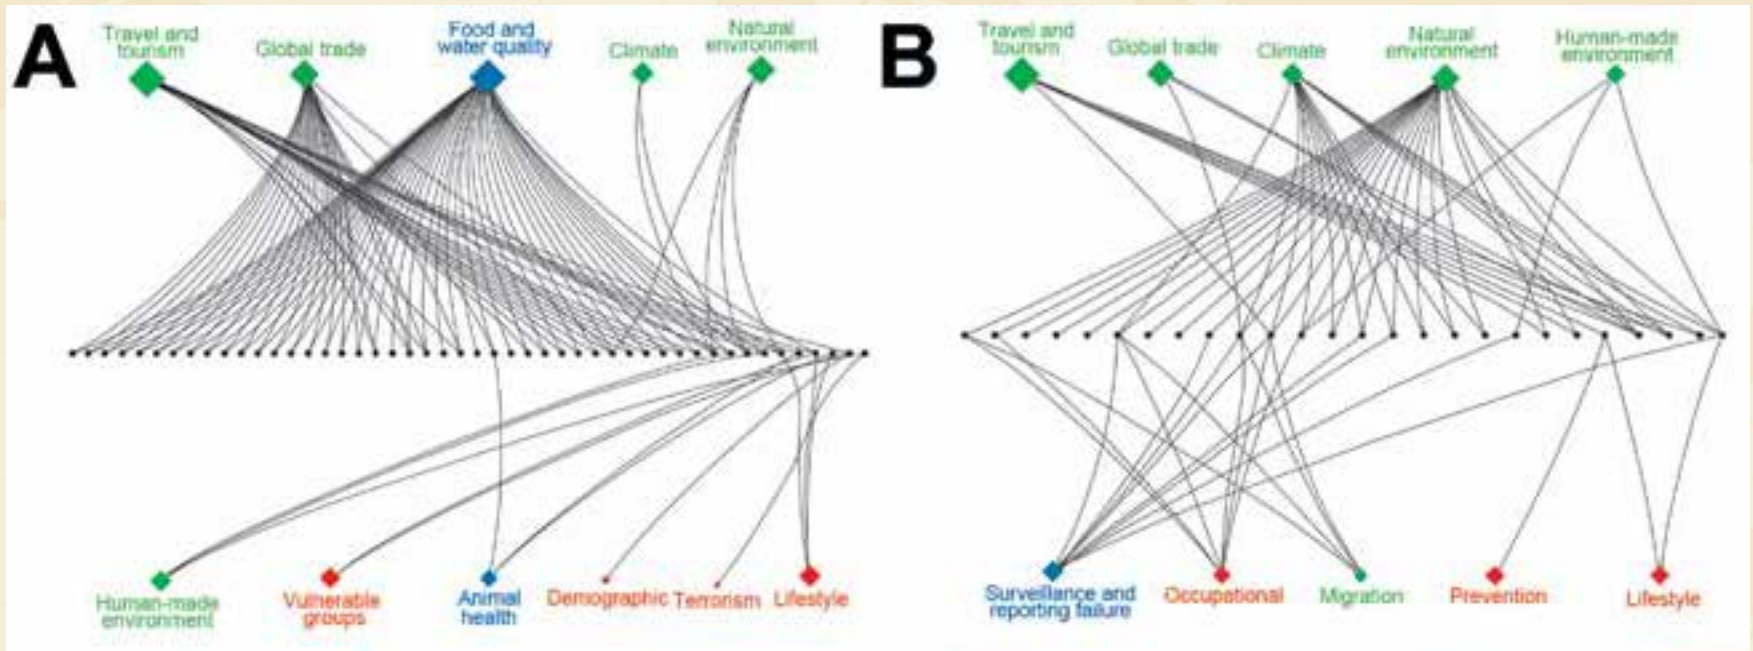 A
Travel and
tourism
Global trade
Food and
water quality
Climate
Natural
environment
Human-made
environment
Vulnerable
groups
Animal
health
Demographic
Terrorism
Lifestyle
B
Travel and
tourism
Global trade
Climate
Natural
environment
Human-made
environment
Surveillance and
reporting failure
Occupational
Migration
Prevention
Lifestyle